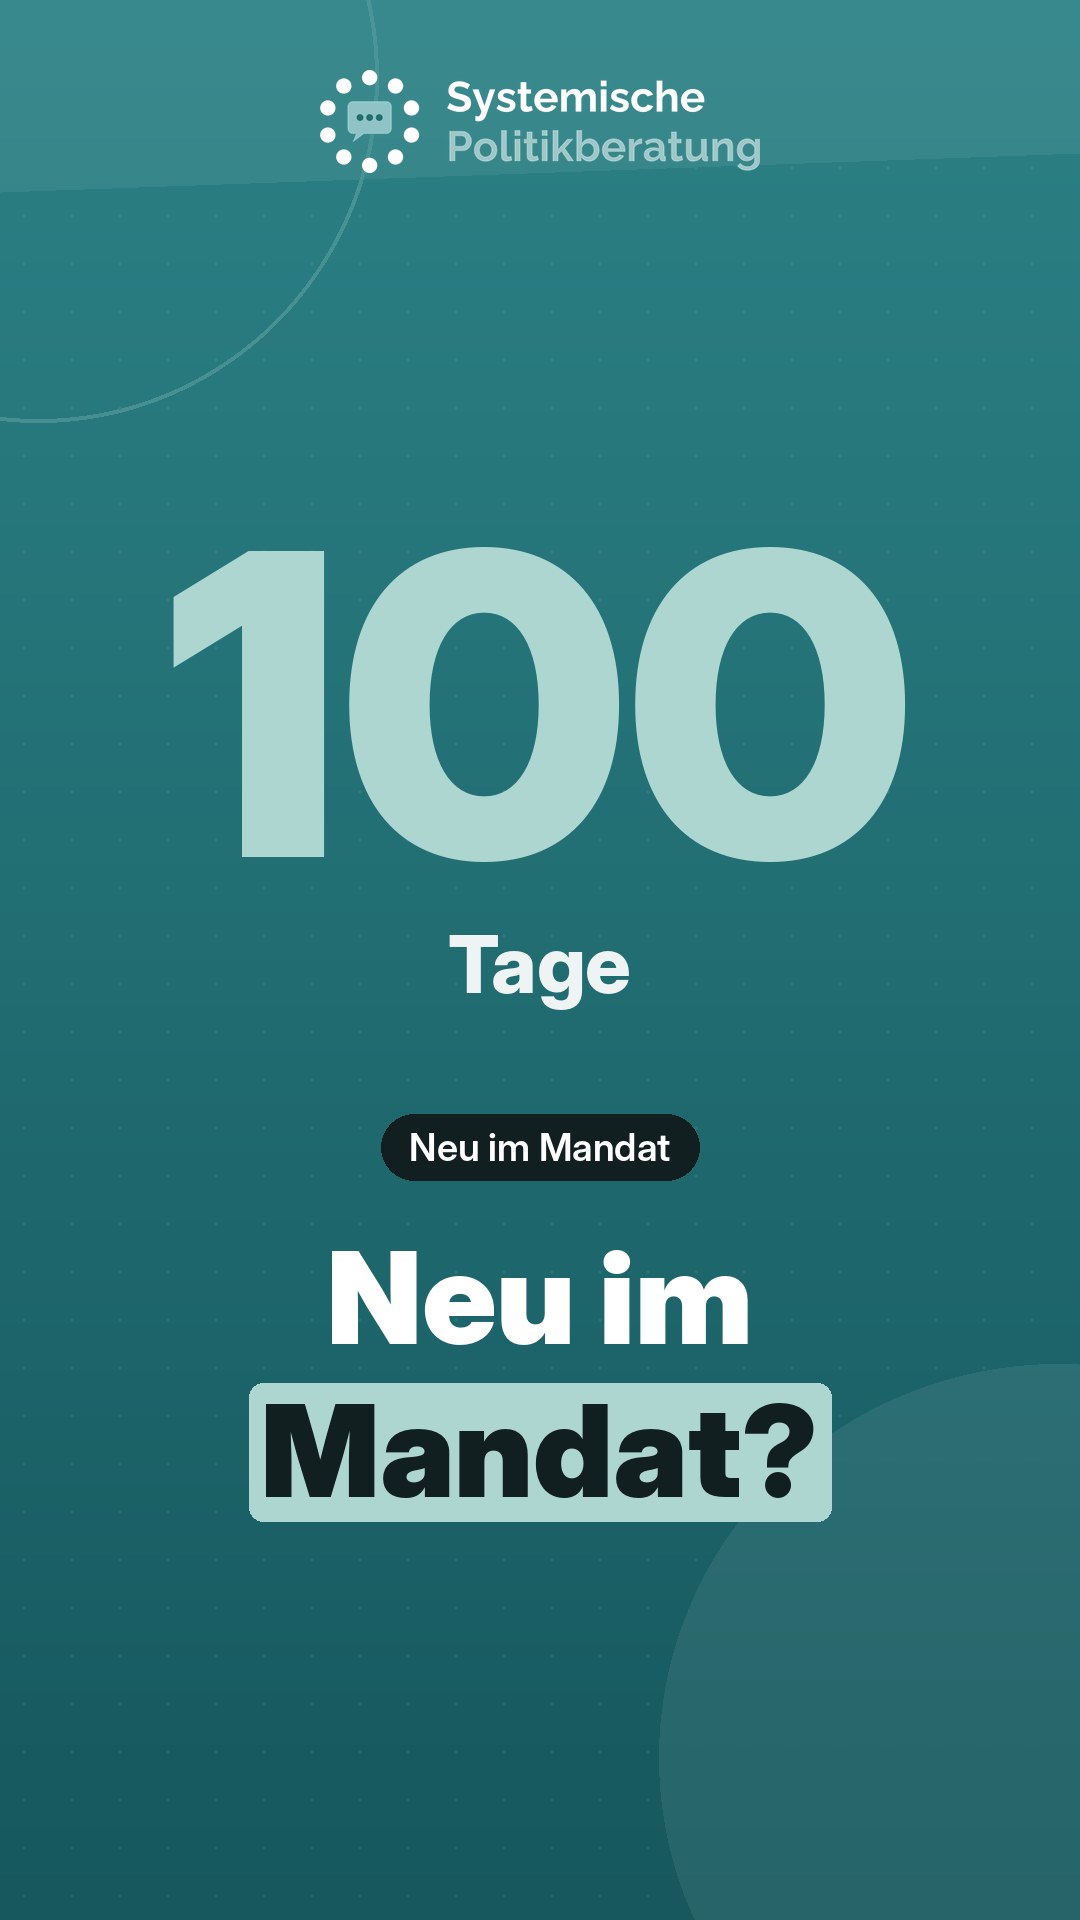 Systemische
Politikberatung
100
Tage
Neu im Mandat
Neu im
Mandat?